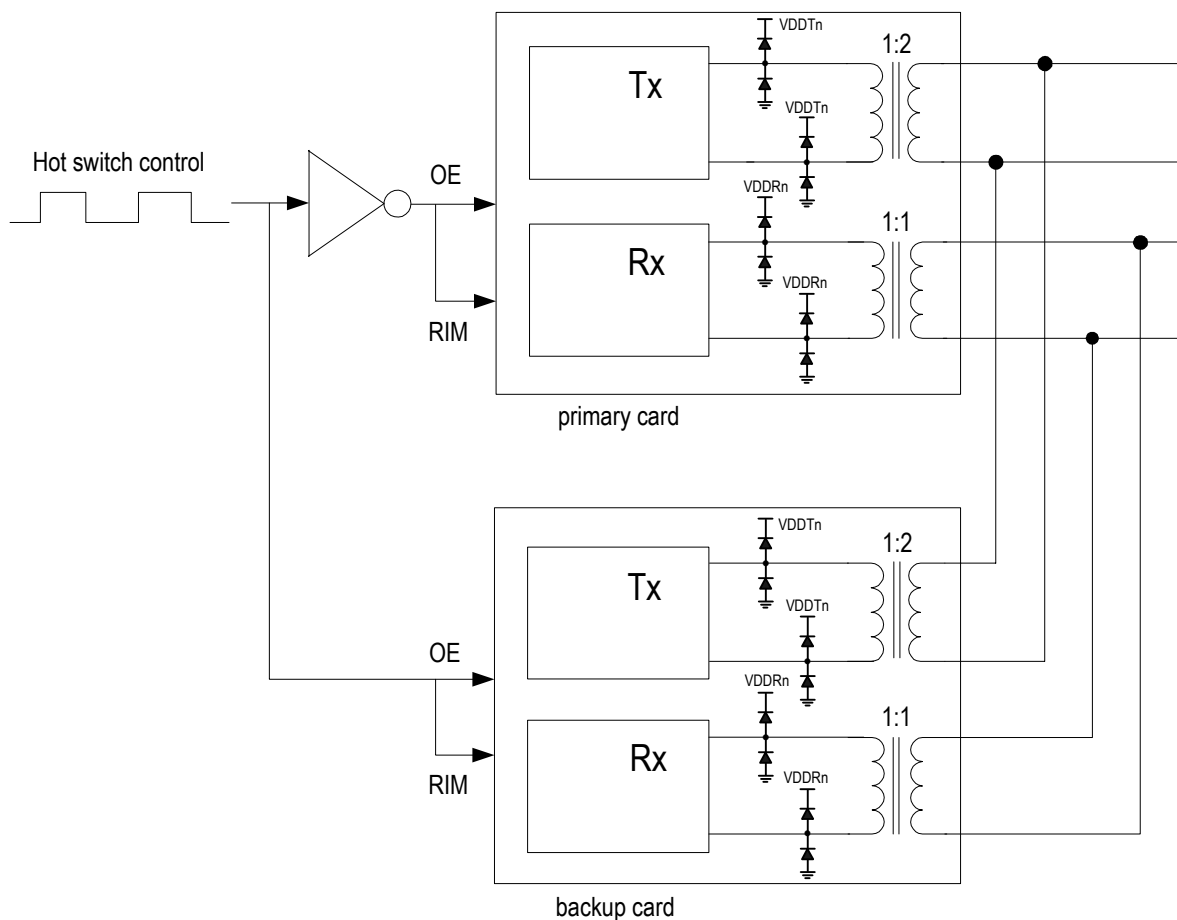 VDDTn
1:2
Tx
VDDTn
Hot switch control
OE
VDDRn
1:1
Rx
VDDRn
RIM
primary card
VDDTn
1:2
Tx
VDDTn
OE
VDDRn
1:1
Rx
VDDRn
RIM
backup card